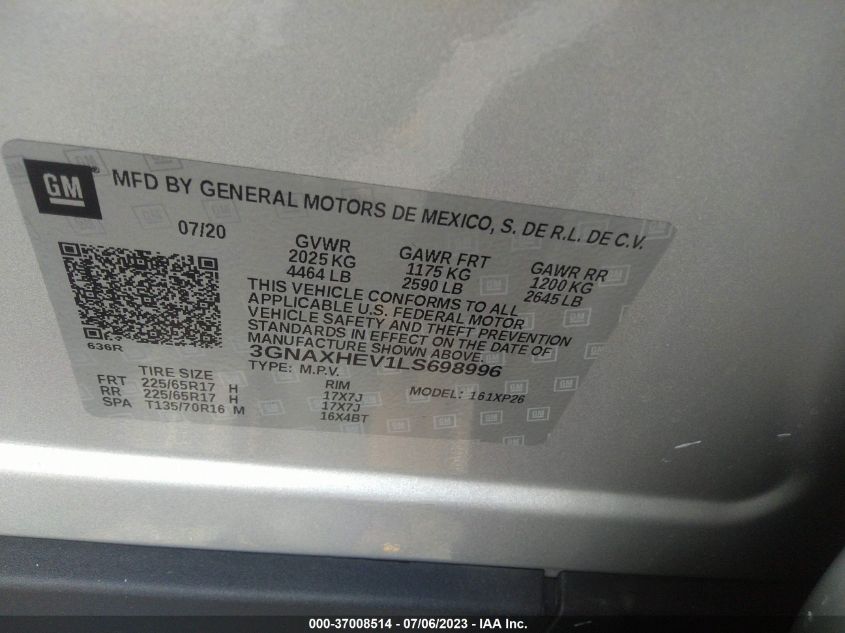 GM ® MFD BY GENERAL MOTORS DE MEXICO, S. DE R.L. DE C.V.
07/20 GVWR GAWR FRT GAWR RR
2025 KG 1175 KG 1200 KG
4464 LB 2590 LB 2645 LB
THIS VEHICLE CONFORMS TO ALL
APPLICABLE U.S. FEDERAL MOTOR
VEHICLE SAFETY AND THEFT PREVENTION
STANDARDS IN EFFECT ON THE DATE OF
MANUFACTURE SHOWN ABOVE.
636R
3GNAXHEV1LS698996
TYPE: M.P.V. MODEL: 161XP26
TIRE SIZE RIM
FRT 225/65R17 H 17X7J
RR 225/65R17 H 17X7J
SPA T135/70R16 M 16X4BT
000-37008514 - 07/06/2023 - IAA Inc.